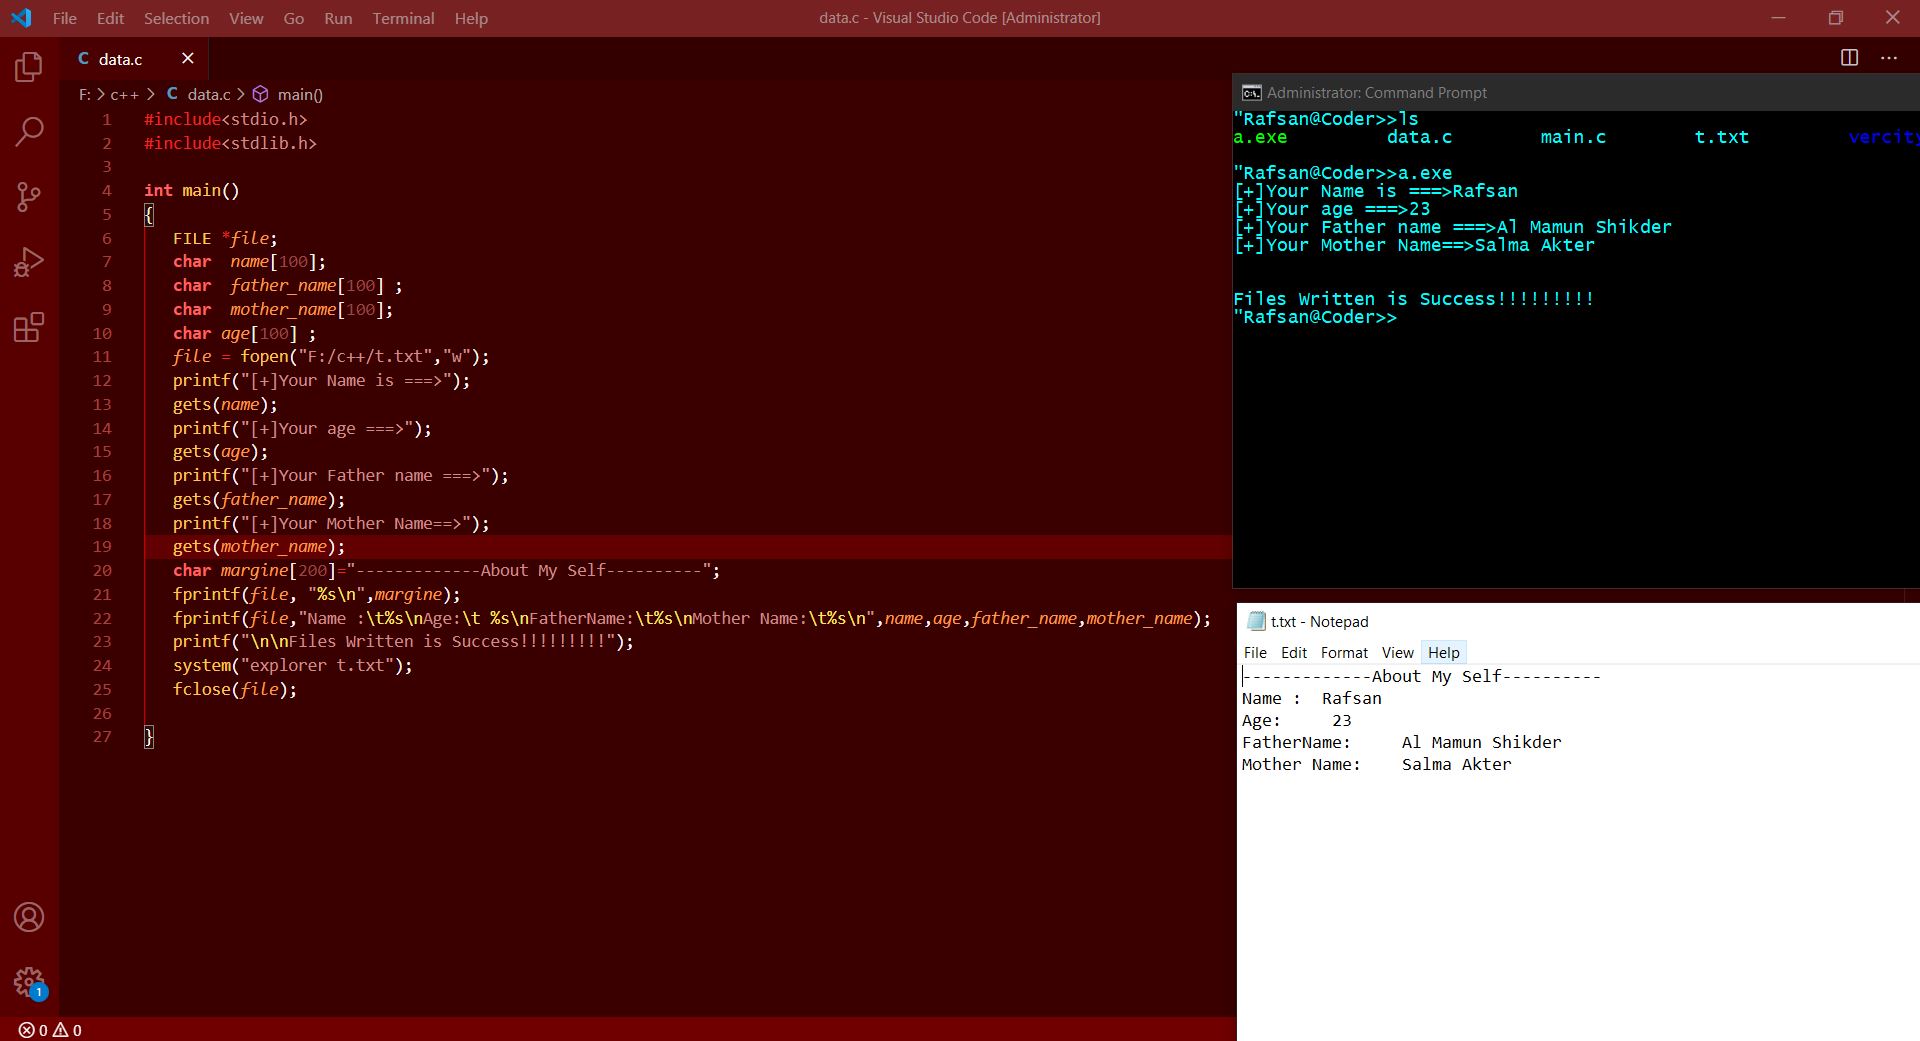 File Edit Selection View Go Run Terminal Help
data.c - Visual Studio Code [Administrator]
C data.c
F: > c++ > C data.c > main()
1 #include<stdio.h>
2 #include<stdlib.h>
3
4 int main()
5 {
6 FILE *file;
7 char  name[100];
8 char  father_name[100] ;
9 char  mother_name[100];
10 char age[100] ;
11 file = fopen("F:/c++/t.txt","w");
12 printf("[+]Your Name is ===>");
13 gets(name);
14 printf("[+]Your age ===>");
15 gets(age);
16 printf("[+]Your Father name ===>");
17 gets(father_name);
18 printf("[+]Your Mother Name==>");
19 gets(mother_name);
20 char margine[200]="-------------About My Self----------";
21 fprintf(file, "%s\n",margine);
22 fprintf(file,"Name :\t%s\nAge:\t %s\nFatherName:\t%s\nMother Name:\t%s\n",name,age,father_name,mother_name);
23 printf("\n\nFiles Written is Success!!!!!!!!!");
24 system("explorer t.txt");
25 fclose(file);
26
27 }
1
0 0
Administrator: Command Prompt
"Rafsan@Coder>>ls
a.exe data.c main.c t.txt vercity
"Rafsan@Coder>>a.exe
[+]Your Name is ===>Rafsan
[+]Your age ===>23
[+]Your Father name ===>Al Mamun Shikder
[+]Your Mother Name==>Salma Akter
Files Written is Success!!!!!!!!!
"Rafsan@Coder>>
t.txt - Notepad
File Edit Format View Help
-------------About My Self----------
Name :  Rafsan
Age:     23
FatherName:     Al Mamun Shikder
Mother Name:    Salma Akter